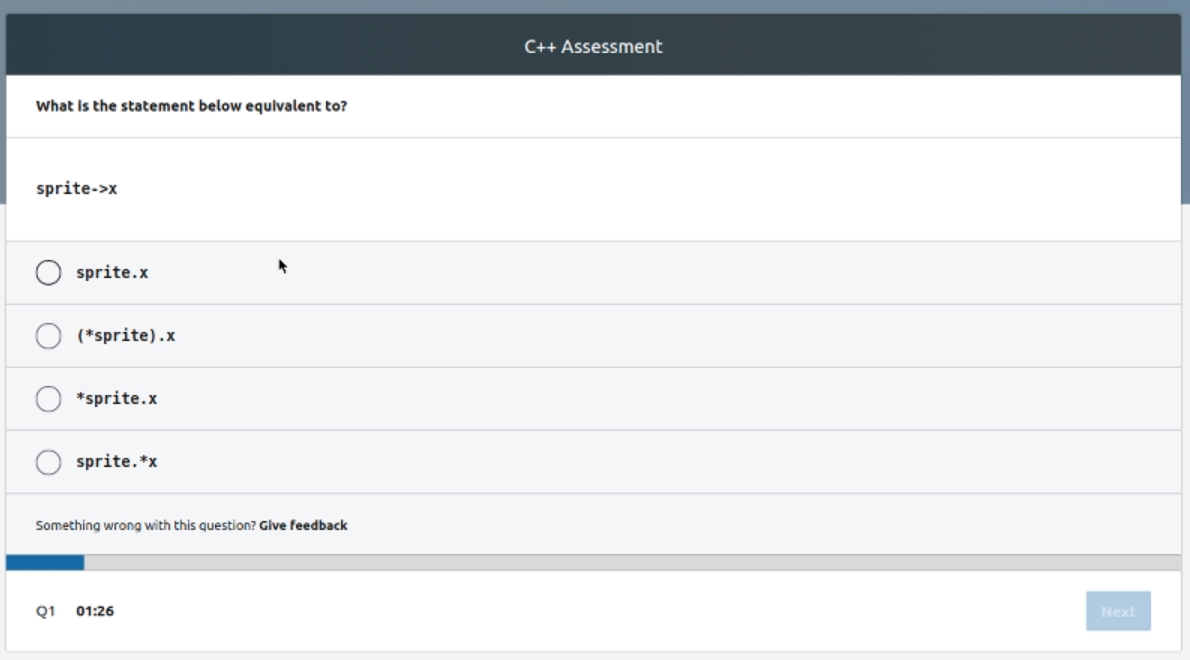 C++ Assessment
What is the statement below equivalent to?
sprite->x
sprite.x
(*sprite).x
*sprite.x
sprite.*x
Something wrong with this question? Give feedback
Q1 01:26
Next